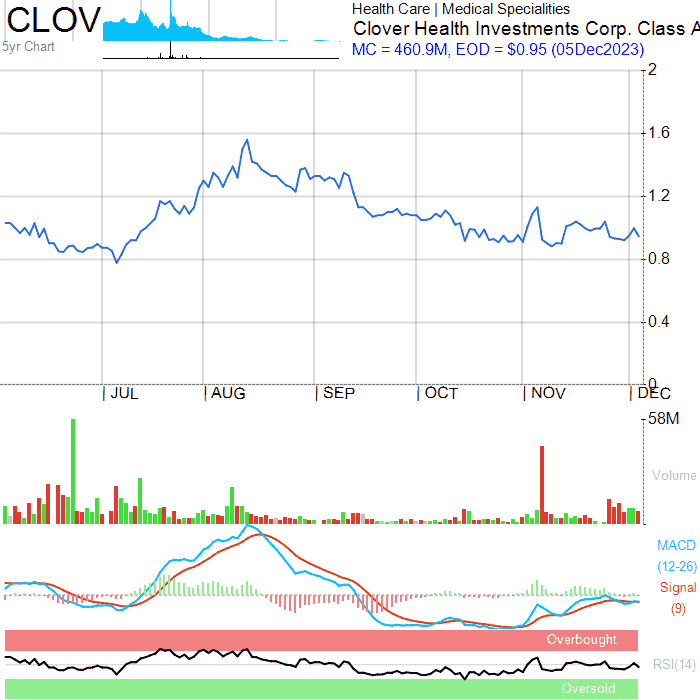 CLOV
5yr Chart
Health Care | Medical Specialities
Clover Health Investments Corp. Class A
MC = 460.9M, EOD = $0.95 (05Dec2023)
2
1.6
1.2
0.8
0.4
0
| JUL | AUG | SEP | OCT | NOV | DEC
58M
Volume
MACD
(12-26)
Signal
(9)
Overbought
RSI(14)
Oversold